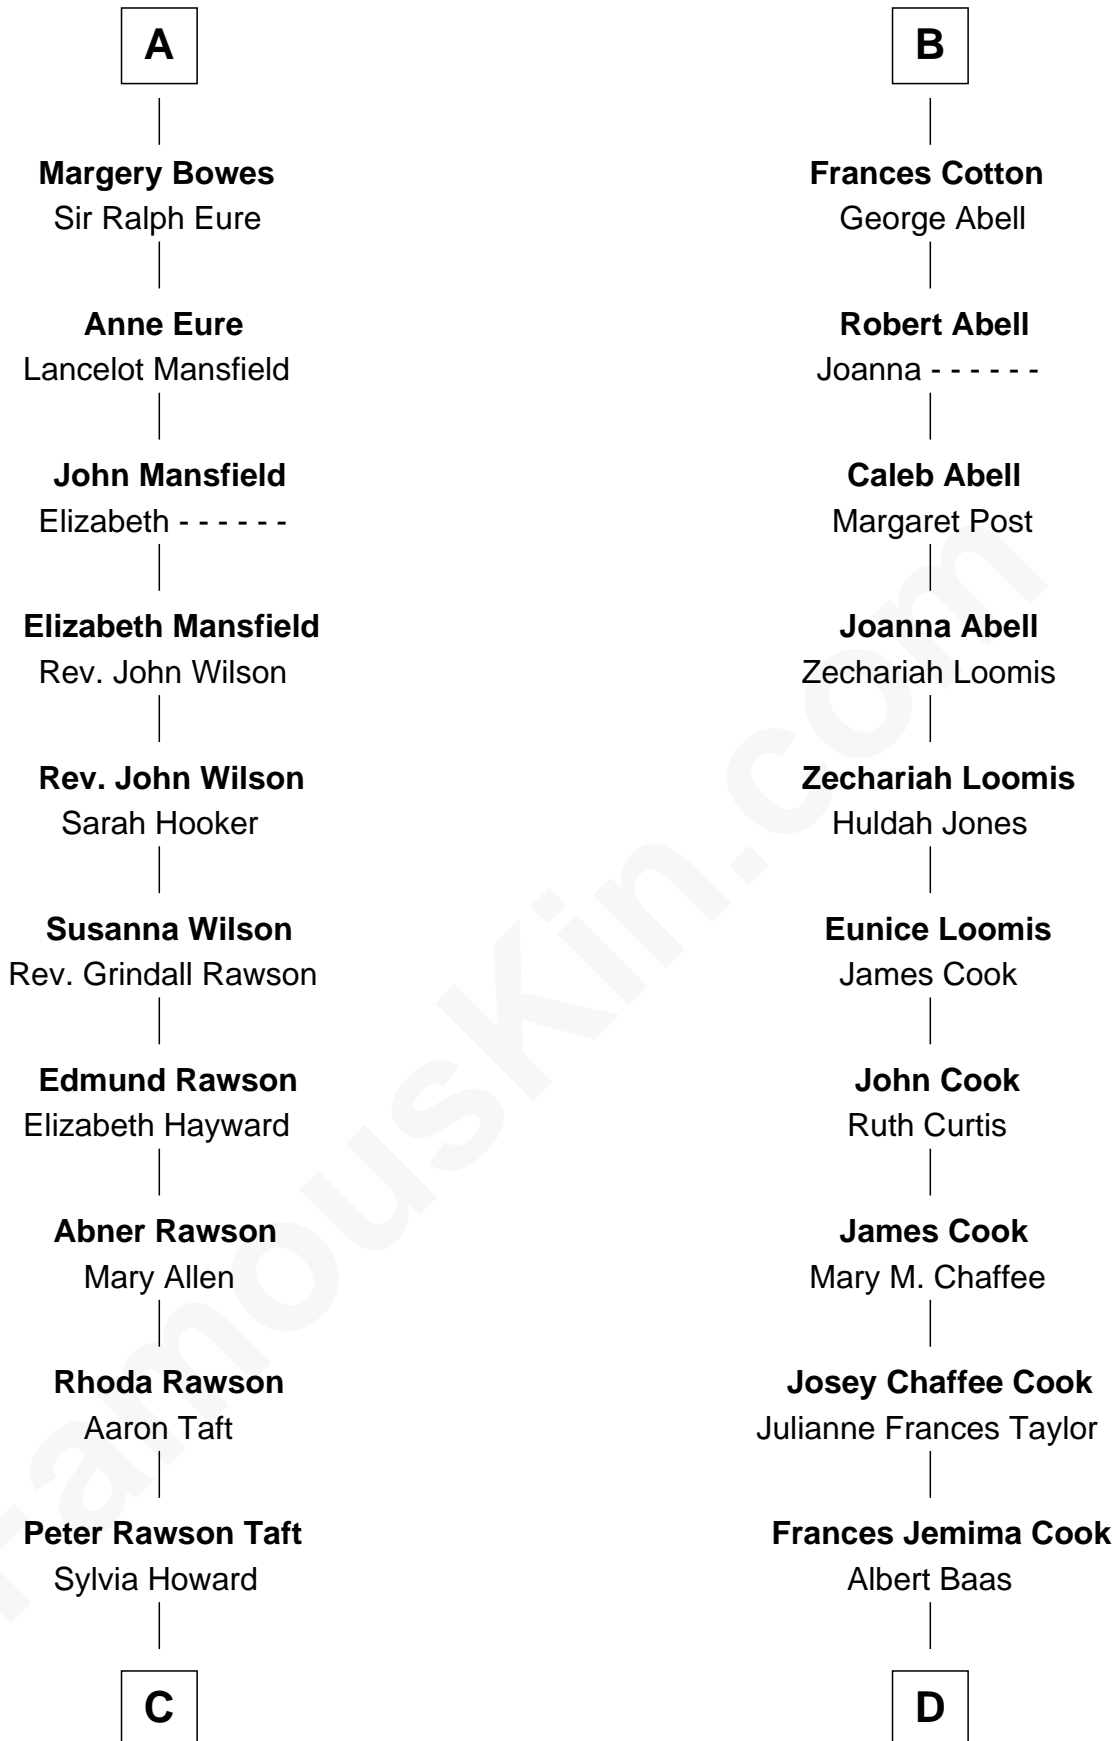 A
Margery Bowes
Sir Ralph Eure
Anne Eure
Lancelot Mansfield
John Mansfield
Elizabeth - - - - - -
Elizabeth Mansfield
Rev. John Wilson
Rev. John Wilson
Sarah Hooker
Susanna Wilson
Rev. Grindall Rawson
Edmund Rawson
Elizabeth Hayward
Abner Rawson
Mary Allen
Rhoda Rawson
Aaron Taft
Peter Rawson Taft
Sylvia Howard
C
B
Frances Cotton
George Abell
Robert Abell
Joanna - - - - - -
Caleb Abell
Margaret Post
Joanna Abell
Zechariah Loomis
Zechariah Loomis
Huldah Jones
Eunice Loomis
James Cook
John Cook
Ruth Curtis
James Cook
Mary M. Chaffee
Josey Chaffee Cook
Julianne Frances Taylor
Frances Jemima Cook
Albert Baas
D
FamousKin.com